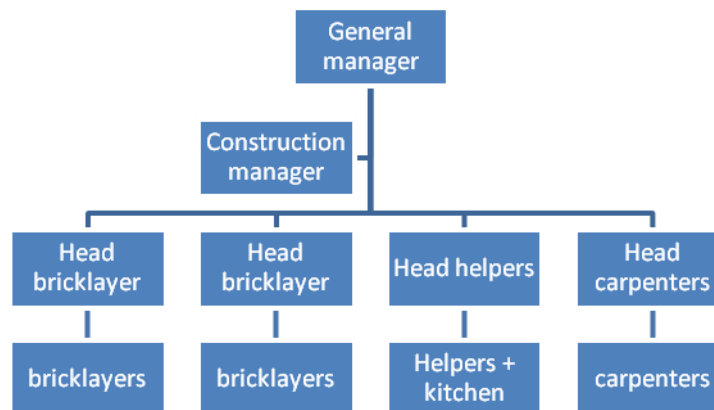 General
manager
Construction
manager
Head
bricklayer
Head
bricklayer
Head helpers
Head
carpenters
bricklayers
bricklayers
Helpers +
kitchen
carpenters